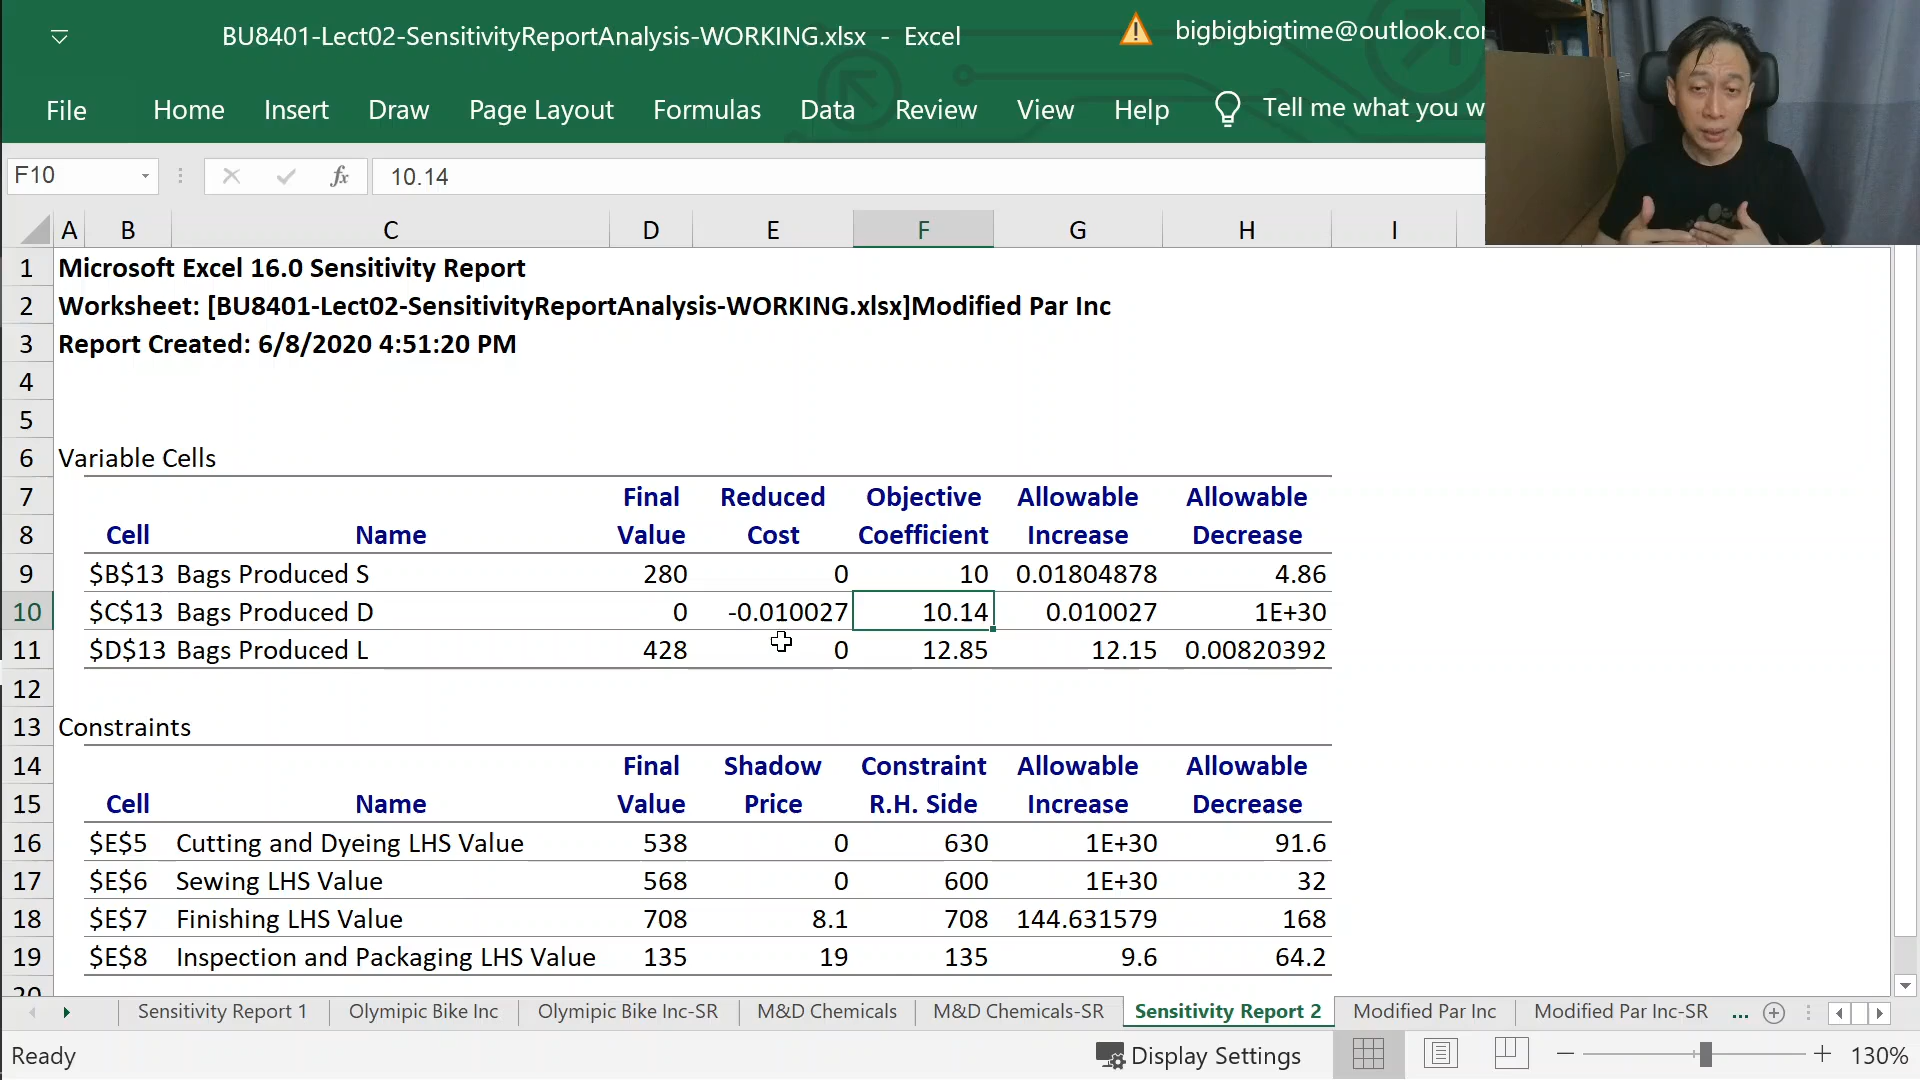 BU8401-Lect02-SensitivityReportAnalysis-WORKING.xlsx - Excel
bigbigbigtime@outlook.co
File Home Insert Draw Page Layout Formulas Data Review View Help Tell me what you w
F10 fx 10.14
A B C D E F G H I
1 Microsoft Excel 16.0 Sensitivity Report
2 Worksheet: [BU8401-Lect02-SensitivityReportAnalysis-WORKING.xlsx]Modified Par Inc
3 Report Created: 6/8/2020 4:51:20 PM
4
5
6 Variable Cells
7 Final Reduced Objective Allowable Allowable
8 Cell Name Value Cost Coefficient Increase Decrease
9 $B$13 Bags Produced S 280 0 10 0.01804878 4.86
10 $C$13 Bags Produced D 0 -0.010027 10.14 0.010027 1E+30
11 $D$13 Bags Produced L 428 0 12.85 12.15 0.00820392
12
13 Constraints
14 Final Shadow Constraint Allowable Allowable
15 Cell Name Value Price R.H. Side Increase Decrease
16 $E$5 Cutting and Dyeing LHS Value 538 0 630 1E+30 91.6
17 $E$6 Sewing LHS Value 568 0 600 1E+30 32
18 $E$7 Finishing LHS Value 708 8.1 708 144.631579 168
19 $E$8 Inspection and Packaging LHS Value 135 19 135 9.6 64.2
20
Sensitivity Report 1 Olymipic Bike Inc Olymipic Bike Inc-SR M&D Chemicals M&D Chemicals-SR Sensitivity Report 2 Modified Par Inc Modified Par Inc-SR ...
Ready Display Settings 130%